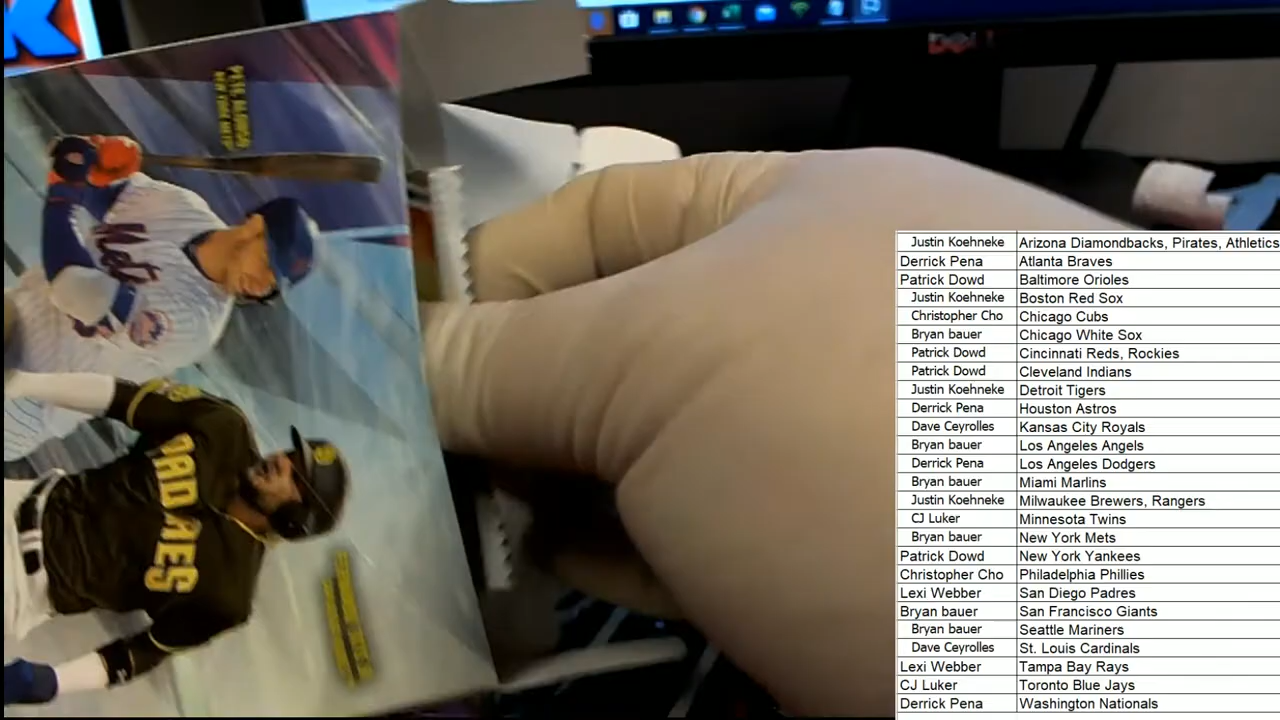 K
DELL
PETE ALONSO
NEW YORK METS
Mets
PADRES
Justin Koehneke Arizona Diamondbacks, Pirates, Athletics
Derrick Pena Atlanta Braves
Patrick Dowd Baltimore Orioles
Justin Koehneke Boston Red Sox
Christopher Cho Chicago Cubs
Bryan bauer Chicago White Sox
Patrick Dowd Cincinnati Reds, Rockies
Patrick Dowd Cleveland Indians
Justin Koehneke Detroit Tigers
Derrick Pena Houston Astros
Dave Ceyrolles Kansas City Royals
Bryan bauer Los Angeles Angels
Derrick Pena Los Angeles Dodgers
Bryan bauer Miami Marlins
Justin Koehneke Milwaukee Brewers, Rangers
CJ Luker Minnesota Twins
Bryan bauer New York Mets
Patrick Dowd New York Yankees
Christopher Cho Philadelphia Phillies
Lexi Webber San Diego Padres
Bryan bauer San Francisco Giants
Bryan bauer Seattle Mariners
Dave Ceyrolles St. Louis Cardinals
Lexi Webber Tampa Bay Rays
CJ Luker Toronto Blue Jays
Derrick Pena Washington Nationals